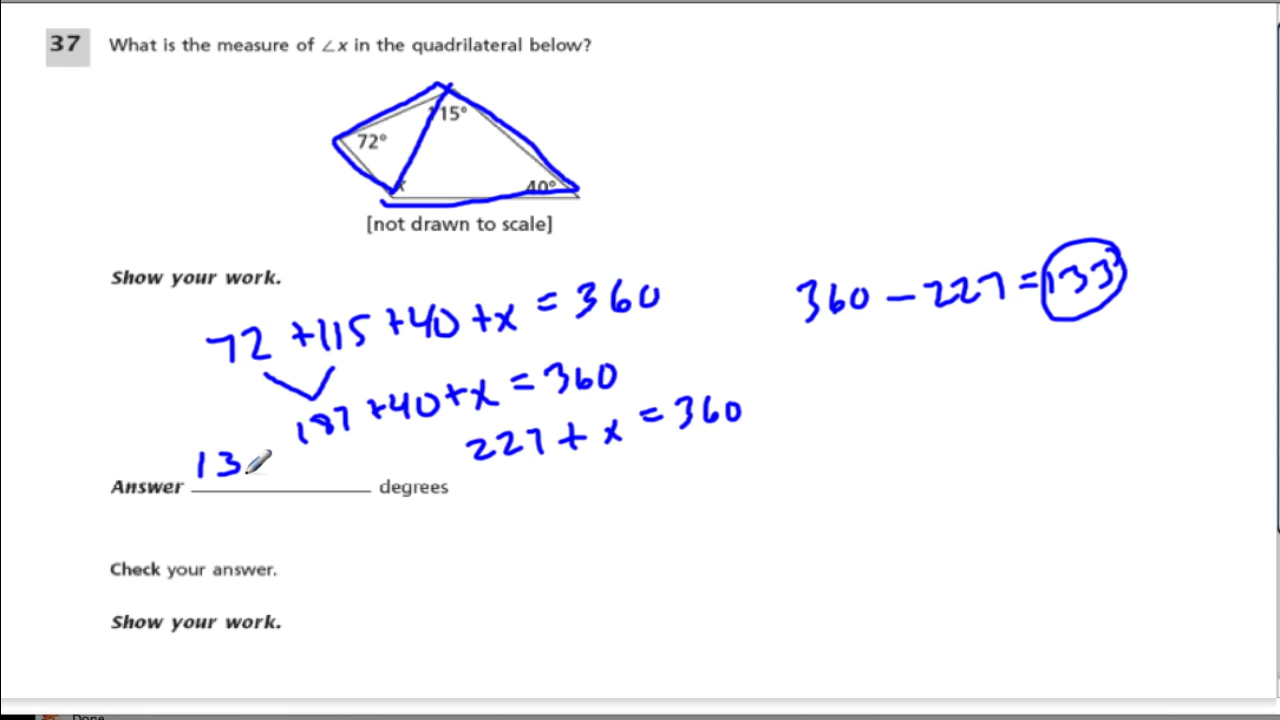 37 What is the measure of ∠x in the quadrilateral below?
15°
72°
x 40°
[not drawn to scale]
Show your work.
72 + 115 + 40 + x = 360
360 - 227 = 133
187 + 40 + x = 360
227 + x = 360
13
Answer degrees
Check your answer.
Show your work.
Done